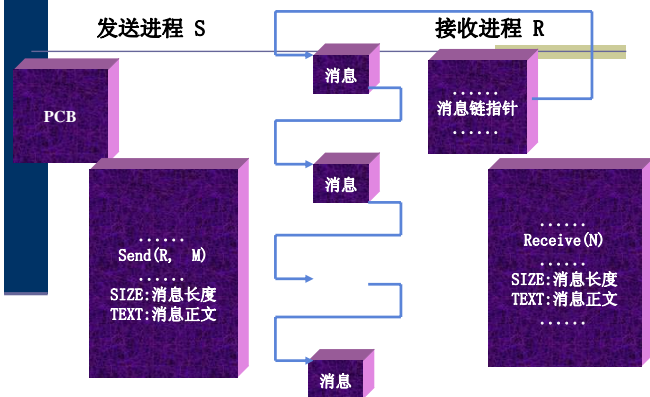 发送进程 S
接收进程 R
PCB
......
Send(R,  M)
......
SIZE:消息长度
TEXT:消息正文
消息
消息
消息
......
消息链指针
......
......
Receive(N)
......
SIZE:消息长度
TEXT:消息正文
......